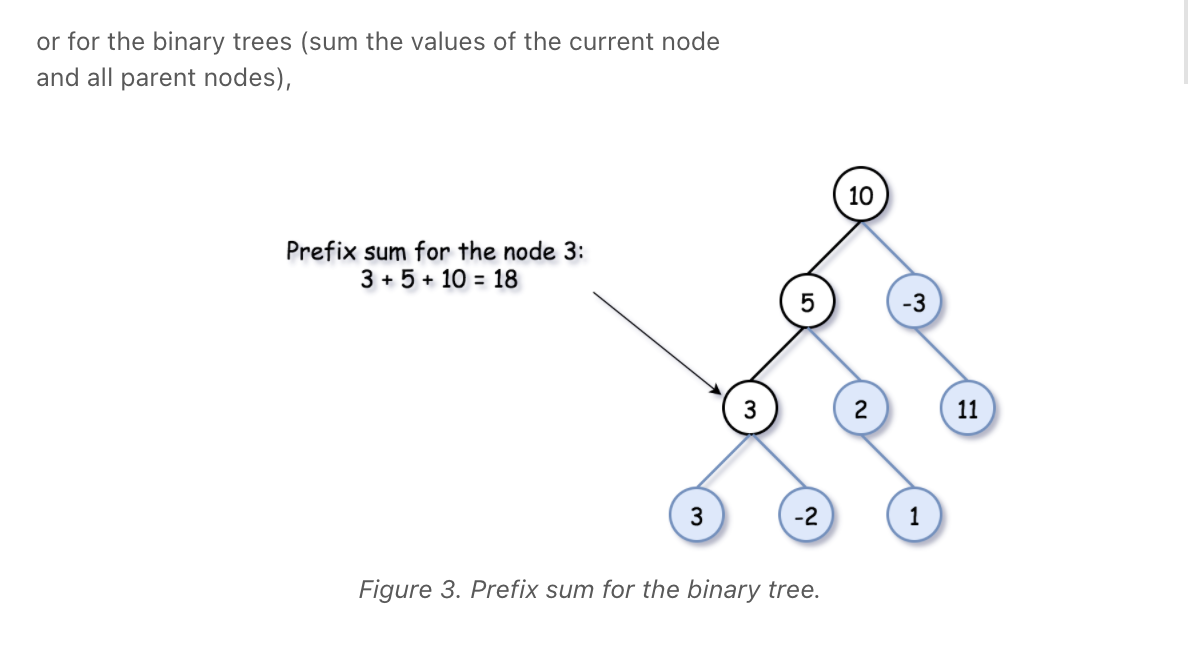 or for the binary trees (sum the values of the current node
and all parent nodes),
10
Prefix sum for the node 3:
3 + 5 + 10 = 18
5
-3
3
2
11
3
-2
1
Figure 3. Prefix sum for the binary tree.